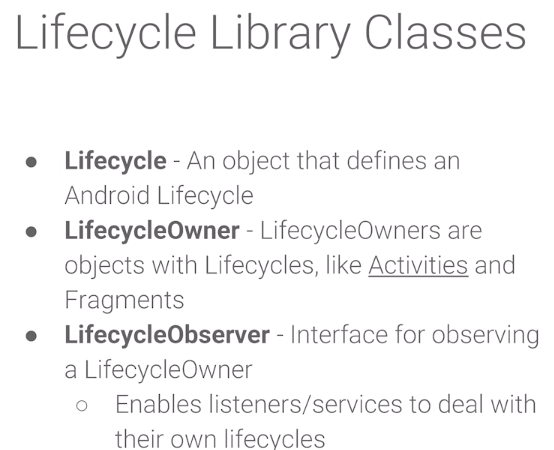 Lifecycle Library Classes
● Lifecycle - An object that defines an
Android Lifecycle
● LifecycleOwner - LifecycleOwners are
objects with Lifecycles, like Activities and
Fragments
● LifecycleObserver - Interface for observing
a LifecycleOwner
○ Enables listeners/services to deal with
their own lifecycles